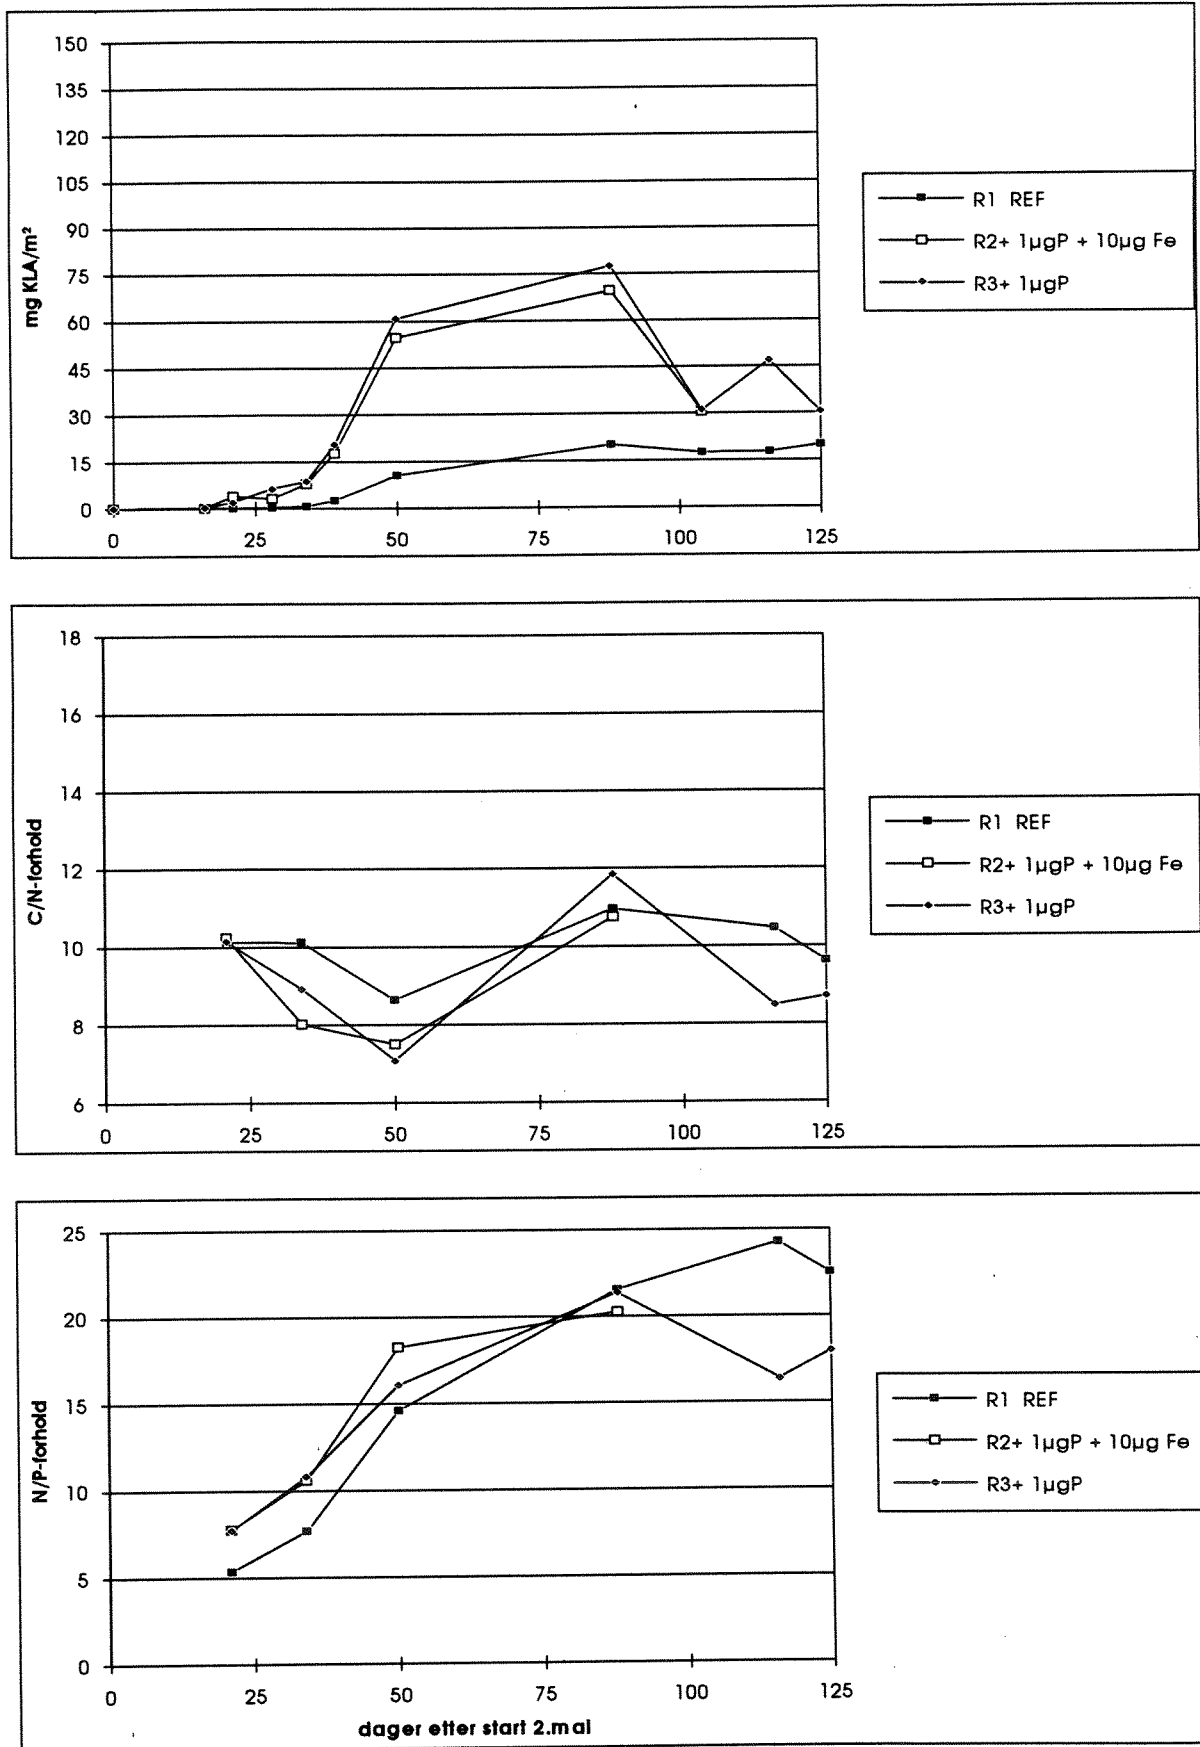 150
135
120
105
90
75
60
45
30
15
0
mg KLA/m²
0 25 50 75 100 125
R1 REF
R2+ 1µgP + 10µg Fe
R3+ 1µgP
18
16
14
12
10
8
6
C/N-forhold
0 25 50 75 100 125
R1 REF
R2+ 1µgP + 10µg Fe
R3+ 1µgP
25
20
15
10
5
0
N/P-forhold
0 25 50 75 100 125
dager etter start 2.mai
R1 REF
R2+ 1µgP + 10µg Fe
R3+ 1µgP